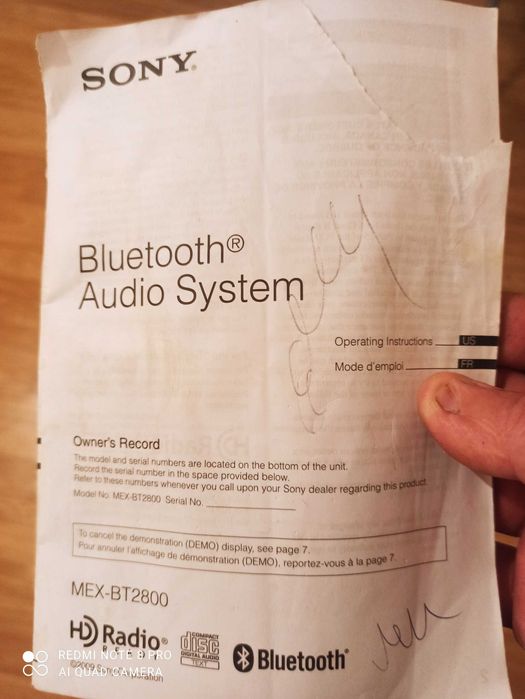 SONY®
Bluetooth®
Audio System
Operating Instructions US
Mode d'emploi FR
Owner's Record
The model and serial numbers are located on the bottom of the unit.
Record the serial number in the space provided below.
Refer to these numbers whenever you call upon your Sony dealer regarding this product.
Model No. MEX-BT2800 Serial No.
To cancel the demonstration (DEMO) display, see page 7.
Pour annuler l'affichage de démonstration (DEMO), reportez-vous à la page 7.
MEX-BT2800
HD Radio®
COMPACT
disc
DIGITAL AUDIO
TEXT
Bluetooth®
REDMI NOTE 8 PRO
AI QUAD CAMERA